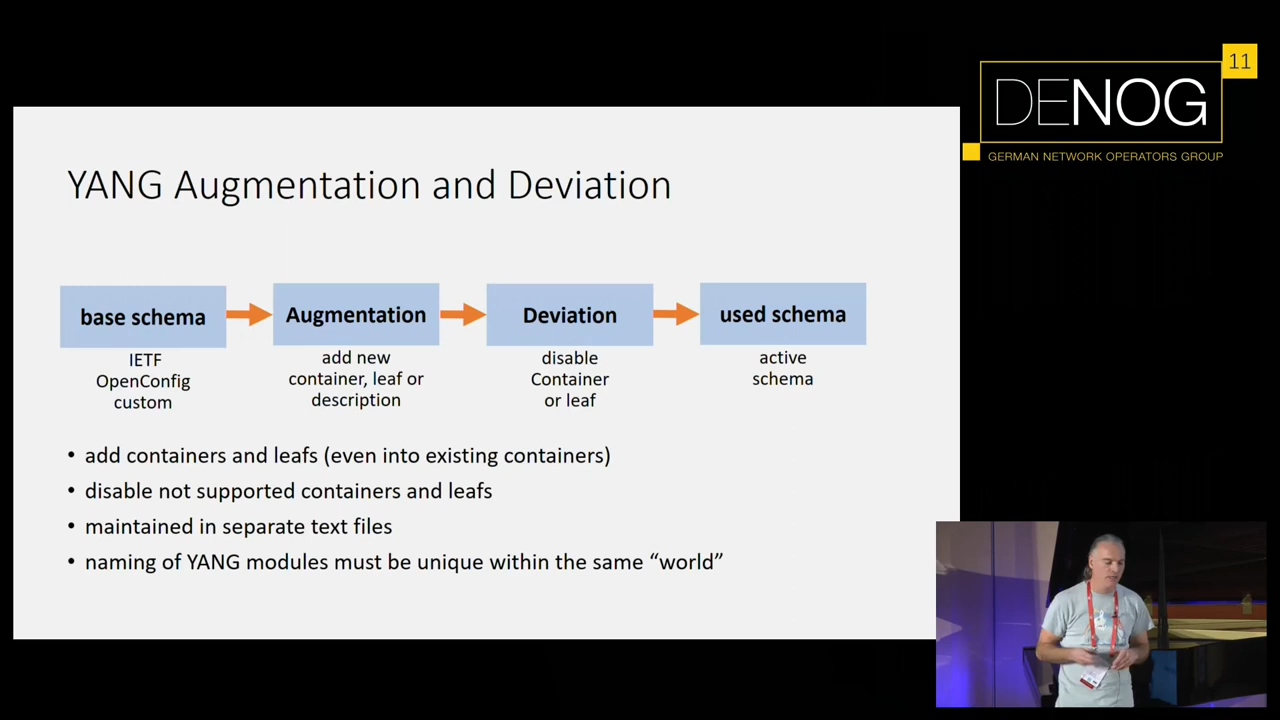 11
DENOG
GERMAN NETWORK OPERATORS GROUP
YANG Augmentation and Deviation
base schema
IETF
OpenConfig
custom
Augmentation
add new
container, leaf or
description
Deviation
disable
Container
or leaf
used schema
active
schema
• add containers and leafs (even into existing containers)
• disable not supported containers and leafs
• maintained in separate text files
• naming of YANG modules must be unique within the same “world”